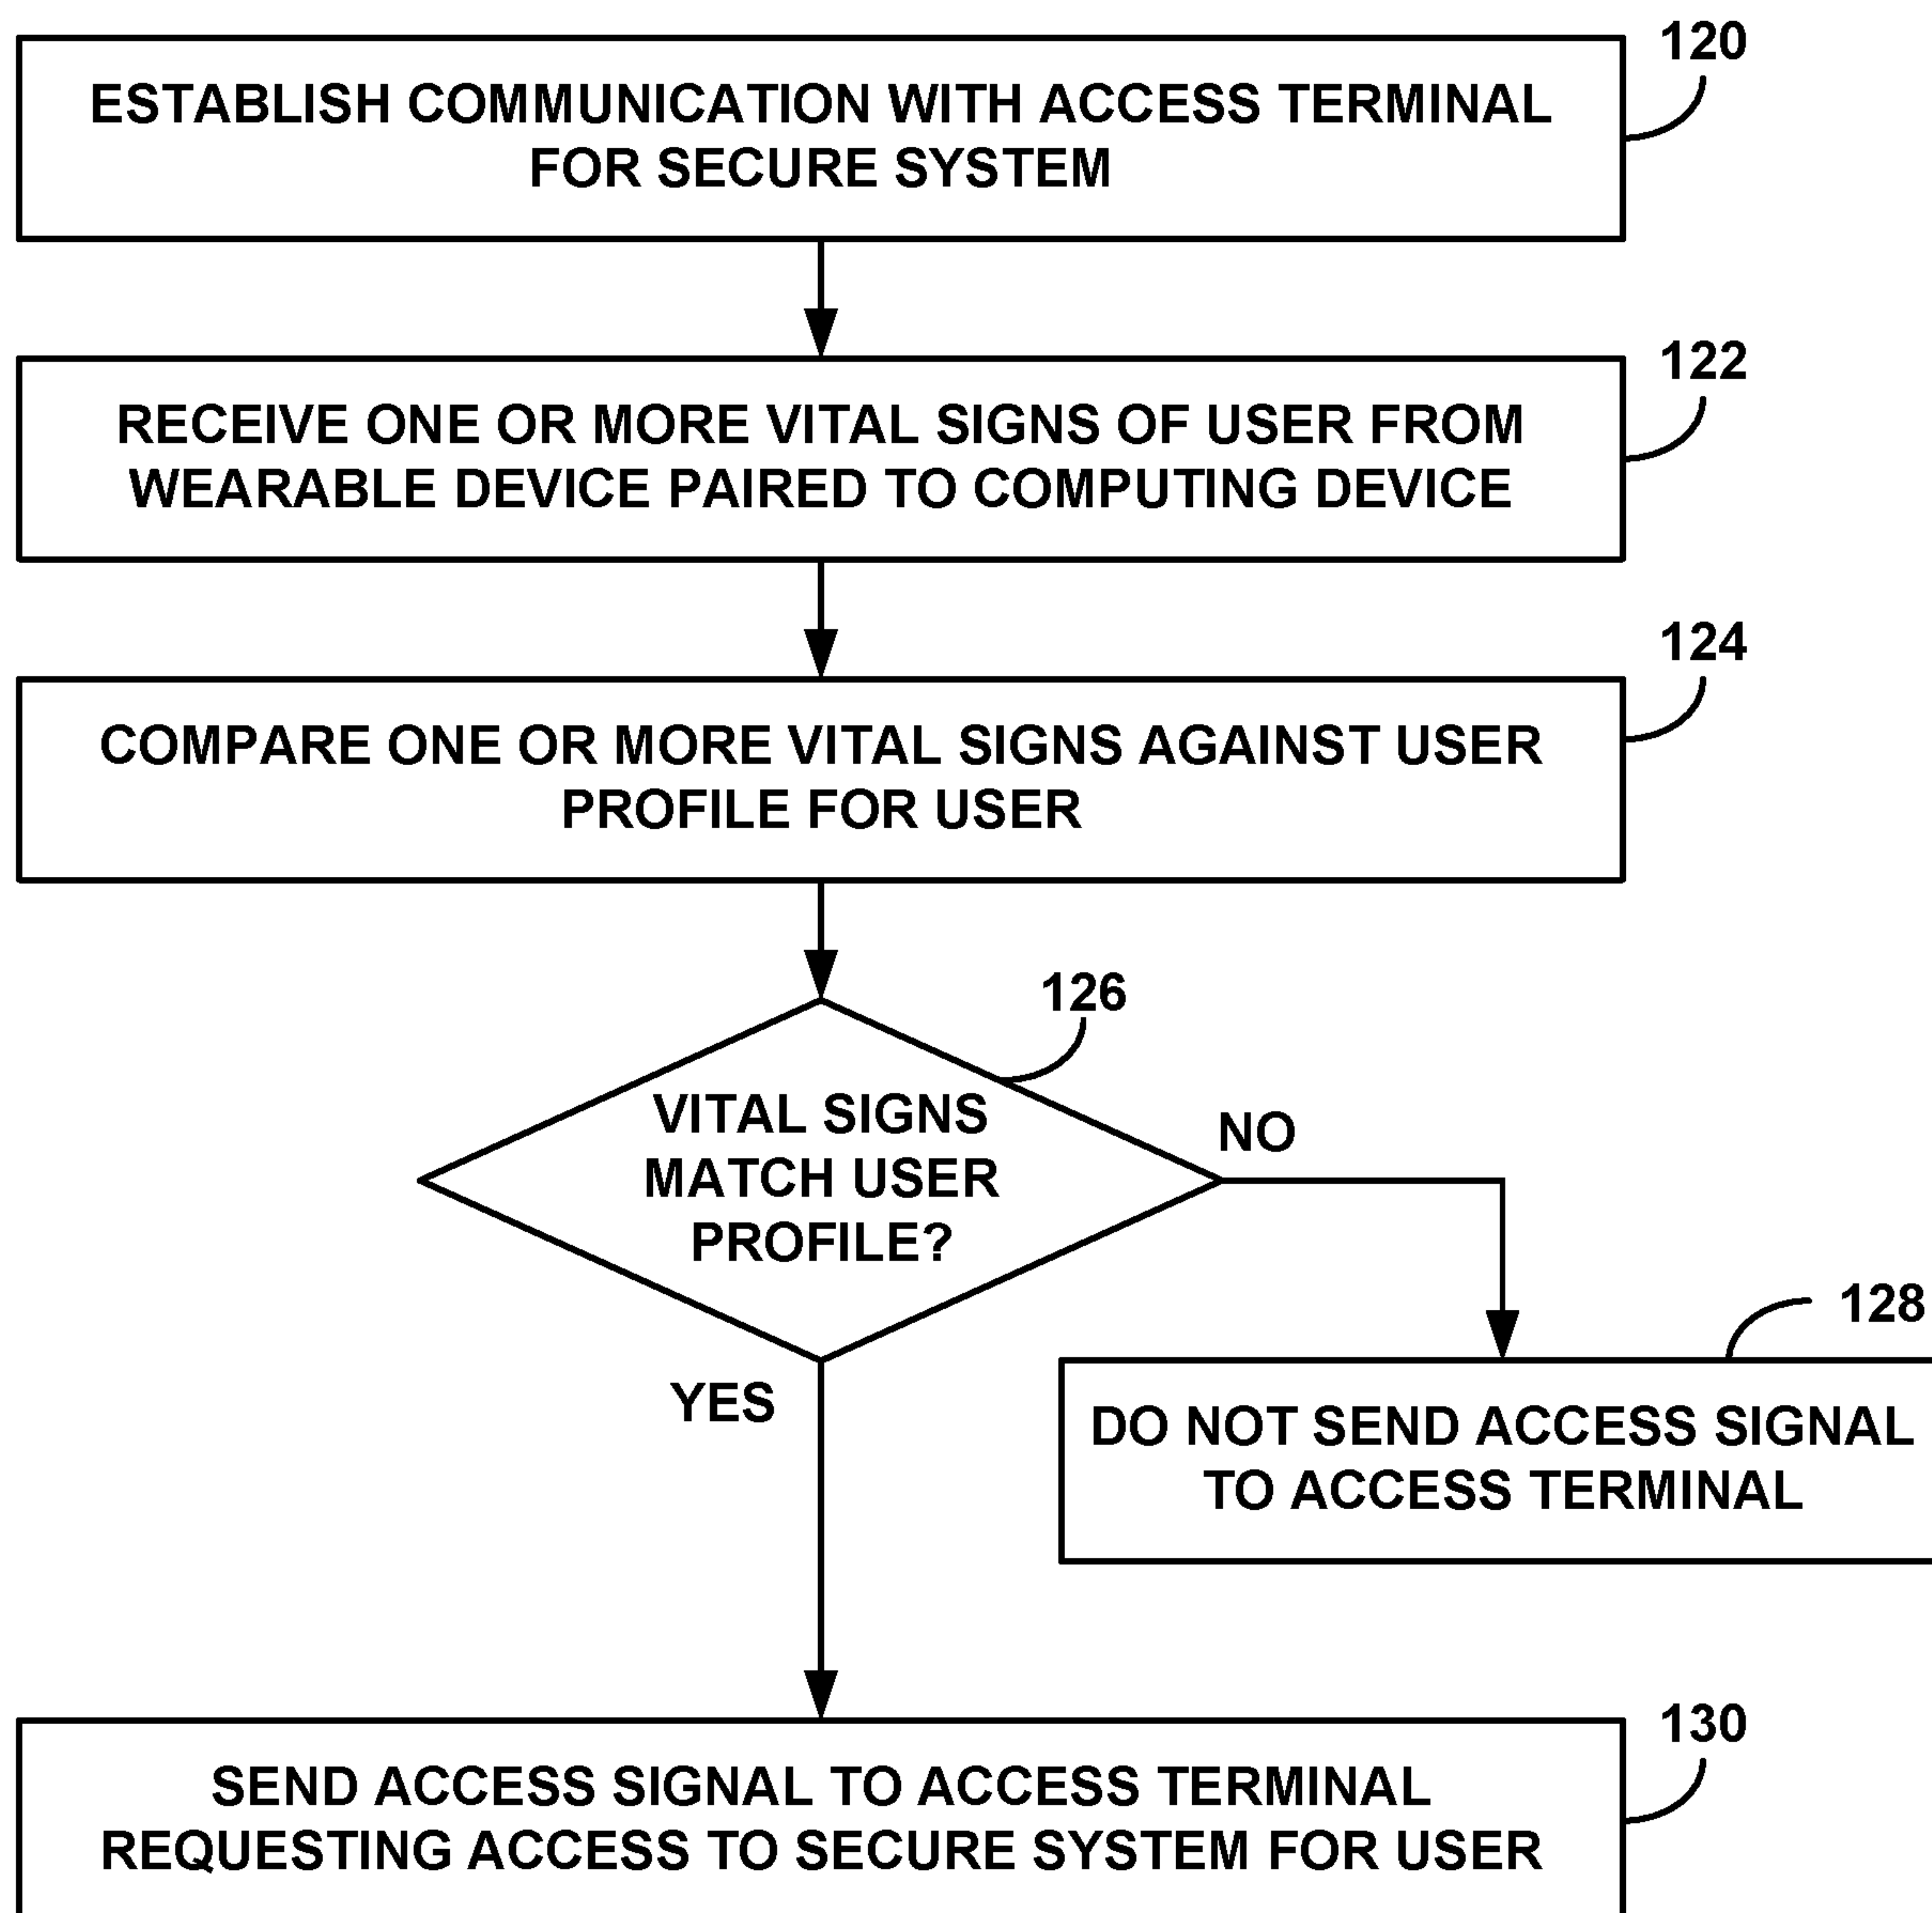 120
ESTABLISH COMMUNICATION WITH ACCESS TERMINAL
FOR SECURE SYSTEM
122
RECEIVE ONE OR MORE VITAL SIGNS OF USER FROM
WEARABLE DEVICE PAIRED TO COMPUTING DEVICE
124
COMPARE ONE OR MORE VITAL SIGNS AGAINST USER
PROFILE FOR USER
126
VITAL SIGNS
MATCH USER
PROFILE?
NO
YES
128
DO NOT SEND ACCESS SIGNAL
TO ACCESS TERMINAL
130
SEND ACCESS SIGNAL TO ACCESS TERMINAL
REQUESTING ACCESS TO SECURE SYSTEM FOR USER